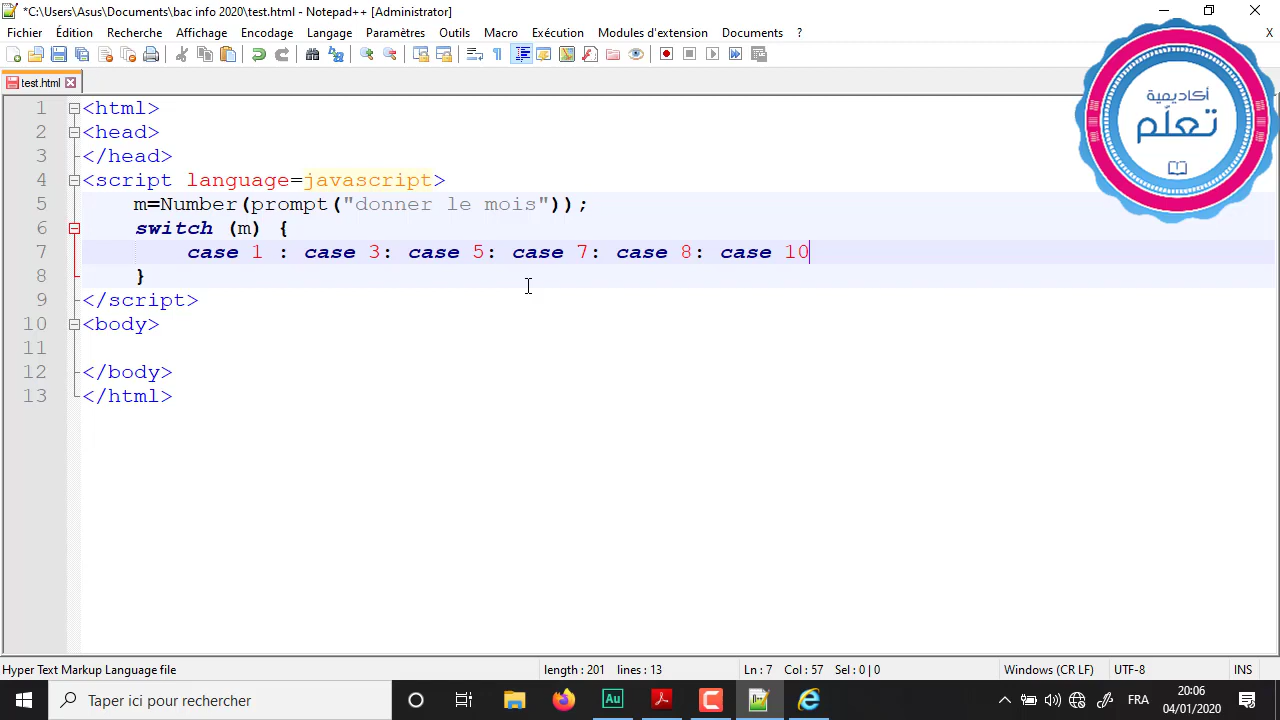 *C:\Users\Asus\Documents\bac info 2020\test.html - Notepad++ [Administrator]
Fichier Édition Recherche Affichage Encodage Langage Paramètres Outils Macro Exécution Modules d'extension Documents ? X
test.html
أكاديمية
تعلّم
1 <html>
2 <head>
3 </head>
4 <script language=javascript>
5 m=Number(prompt("donner le mois"));
6 switch (m) {
7 case 1 : case 3: case 5: case 7: case 8: case 10
8 }
9 </script>
10 <body>
11
12 </body>
13 </html>
Hyper Text Markup Language file length : 201 lines : 13 Ln : 7 Col : 57 Sel : 0 | 0 Windows (CR LF) UTF-8 INS
Taper ici pour rechercher Au FRA 20:06
04/01/2020